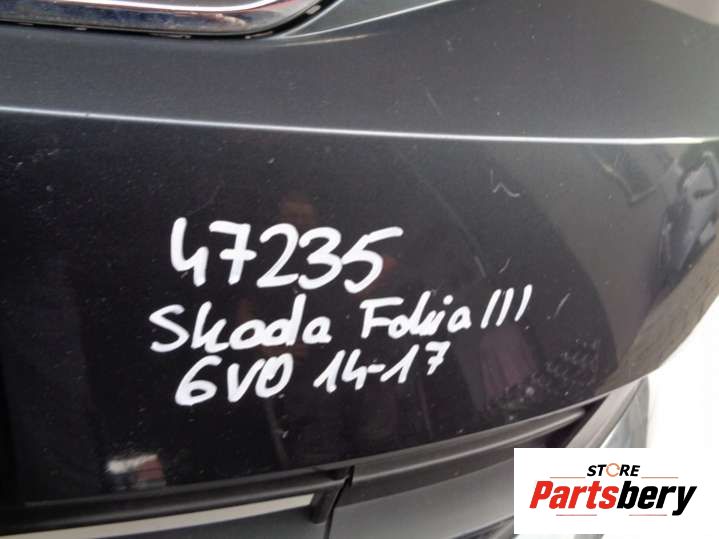 47235
Skoda Fabia III
6V0 14-17
STORE
Partsbery